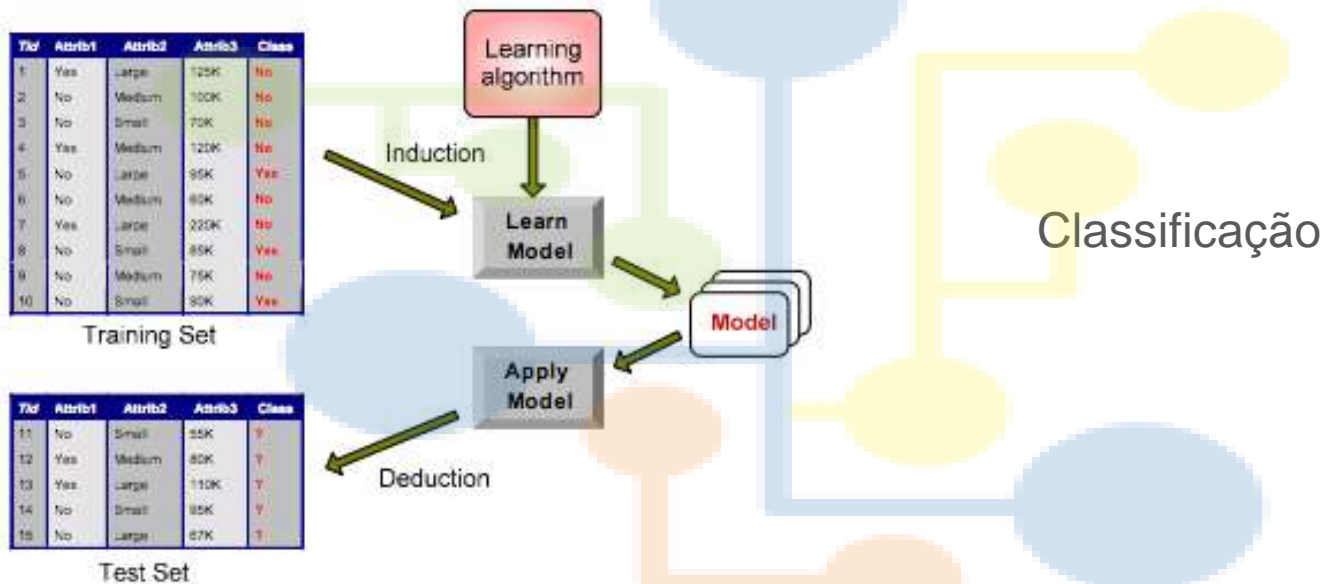 Tid Attrib1 Attrib2 Attrib3 Class
1 Yes Large 125K No
2 No Medium 100K No
3 No Small 70K No
4 Yes Medium 120K No
5 No Large 95K Yes
6 No Medium 60K No
7 Yes Large 220K No
8 No Small 85K Yes
9 No Medium 75K No
10 No Small 90K Yes
Training Set
Learning
algorithm
Induction
Learn
Model
Model
Apply
Model
Deduction
Tid Attrib1 Attrib2 Attrib3 Class
11 No Small 55K ?
12 Yes Medium 80K ?
13 Yes Large 110K ?
14 No Small 95K ?
15 No Large 67K ?
Test Set
Classificação